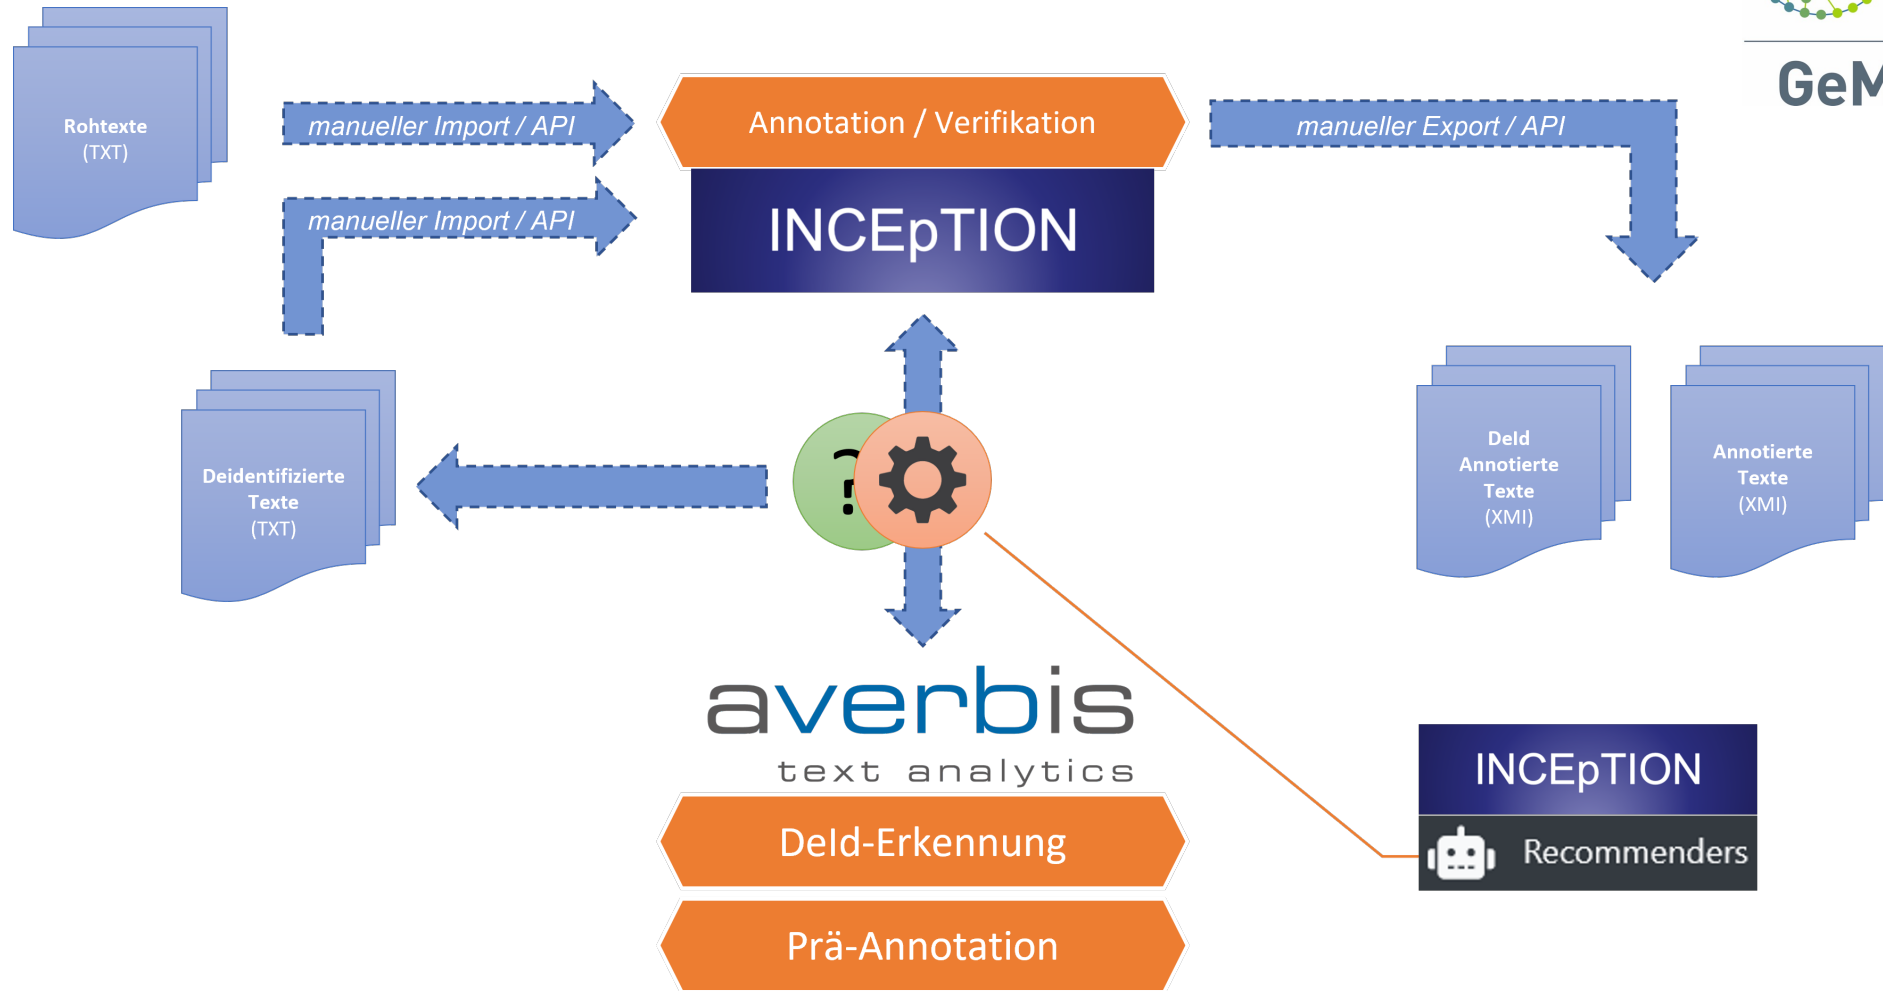 GeM
Rohtexte
(TXT)
manueller Import / API
Annotation / Verifikation
manueller Export / API
manueller Import / API
INCEpTION
Deidentifizierte
Texte
(TXT)
?
DeId
Annotierte
Texte
(XMI)
Annotierte
Texte
(XMI)
averbis
text analytics
DeId-Erkennung
Prä-Annotation
INCEpTION
Recommenders